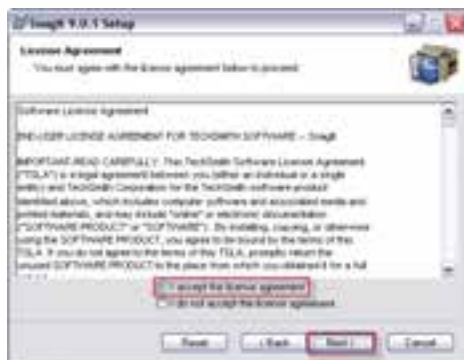 SnagIt 9.0.1 Setup
License Agreement
You must agree with the license agreement below to proceed.
Software License Agreement
END-USER LICENSE AGREEMENT FOR TECHSMITH SOFTWARE – SnagIt
IMPORTANT-READ CAREFULLY: This TechSmith Software License Agreement
("TSLA") is a legal agreement between you (either an individual or a single
entity) and TechSmith Corporation for the TechSmith software product
identified above, which includes computer software and associated media and
printed materials, and may include "online" or electronic documentation
("SOFTWARE PRODUCT" or "SOFTWARE"). By installing, copying, or otherwise
using the SOFTWARE PRODUCT, you agree to be bound by the terms of this
TSLA. If you do not agree to the terms of this TSLA, promptly return the
unused SOFTWARE PRODUCT to the place from which you obtained it for a full
I accept the license agreement
I do not accept the license agreement
Reset
< Back
Next >
Cancel